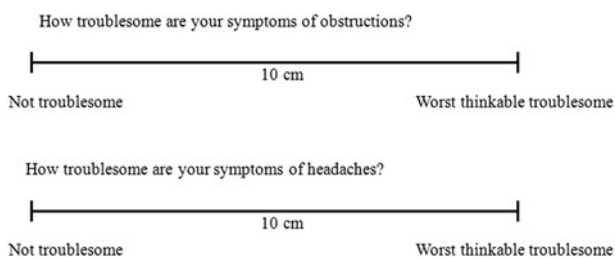 How troublesome are your symptoms of obstructions?
10 cm
Not troublesome Worst thinkable troublesome
How troublesome are your symptoms of headaches?
10 cm
Not troublesome Worst thinkable troublesome